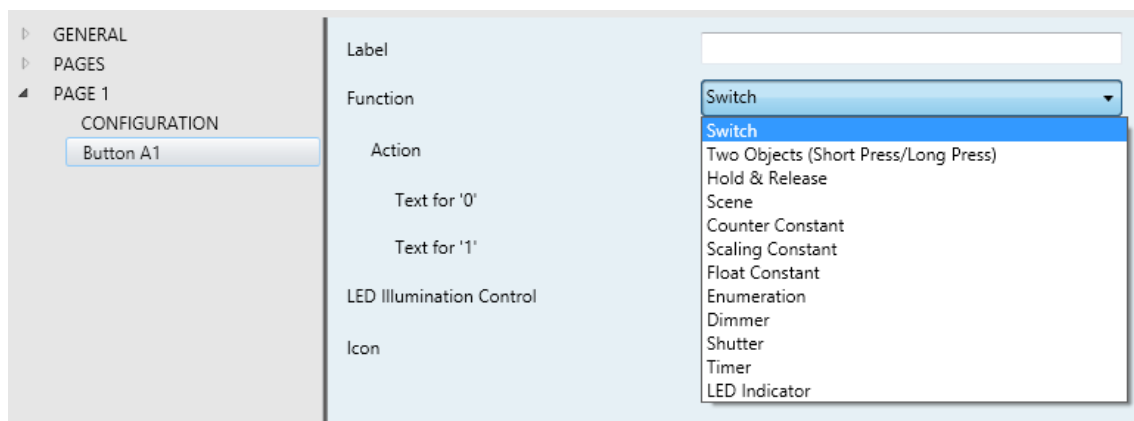 GENERAL
PAGES
PAGE 1
CONFIGURATION
Button A1
Label
Function
Switch
Action
Text for '0'
Text for '1'
LED Illumination Control
Icon
Switch
Two Objects (Short Press/Long Press)
Hold & Release
Scene
Counter Constant
Scaling Constant
Float Constant
Enumeration
Dimmer
Shutter
Timer
LED Indicator